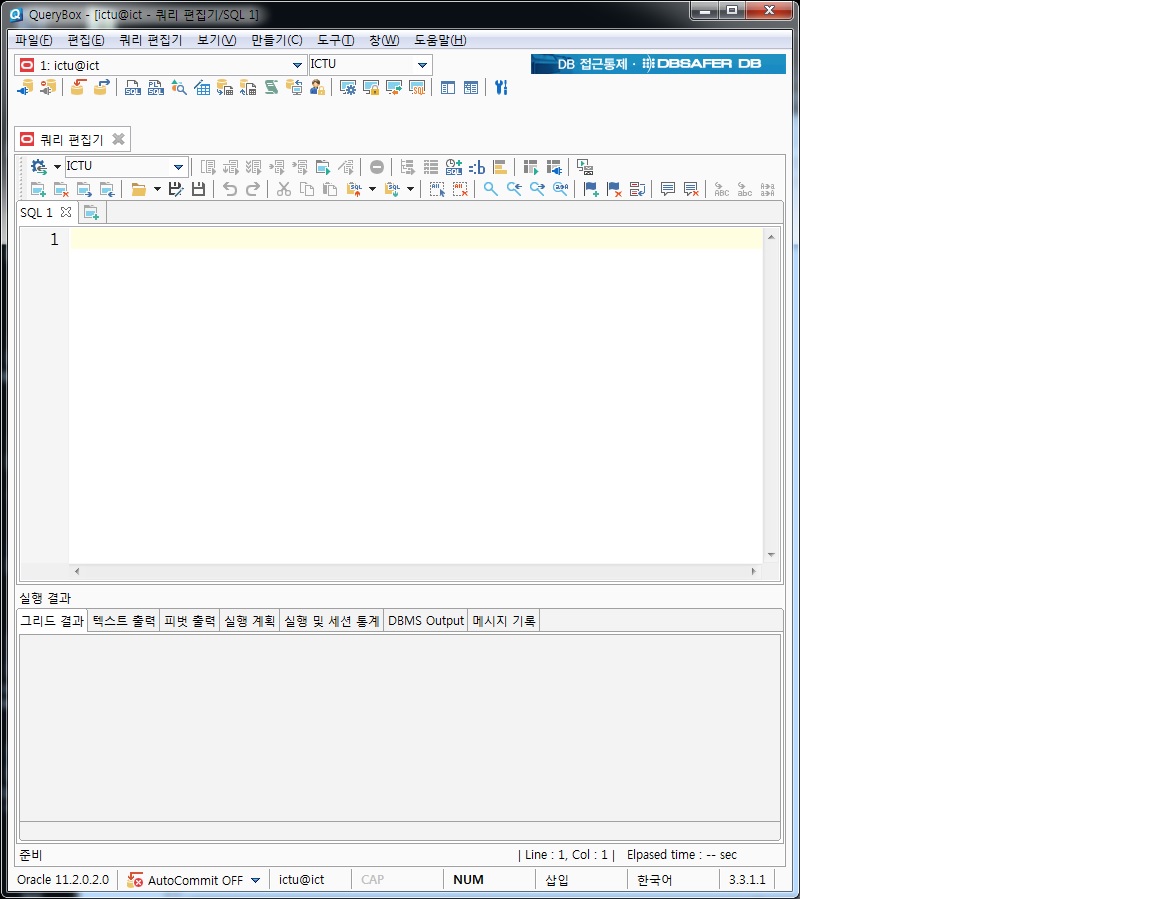 QueryBox - [ictu@ict - 쿼리 편집기/SQL 1]
파일(F) 편집(E) 쿼리 편집기 보기(V) 만들기(C) 도구(T) 창(W) 도움말(H)
1: ictu@ict ICTU DB 접근통제 · DBSAFER DB
쿼리 편집기
ICTU
SQL 1
1
실행 결과
그리드 결과 텍스트 출력 피벗 출력 실행 계획 실행 및 세션 통계 DBMS Output 메시지 기록
준비 | Line : 1, Col : 1 | Elpased time : -- sec
Oracle 11.2.0.2.0 AutoCommit OFF ictu@ict CAP NUM 삽입 한국어 3.3.1.1